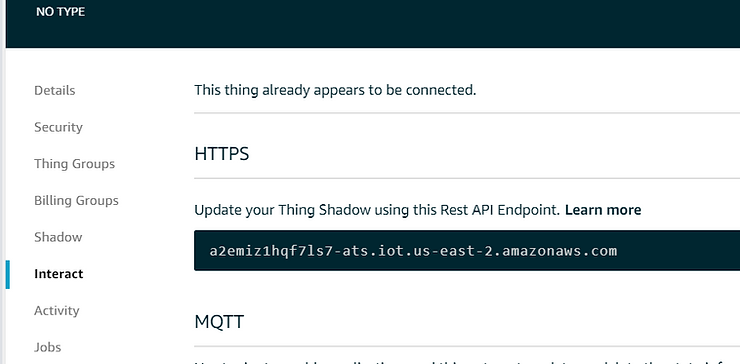 NO TYPE
Details
Security
Thing Groups
Billing Groups
Shadow
Interact
Activity
Jobs
This thing already appears to be connected.
HTTPS
Update your Thing Shadow using this Rest API Endpoint. Learn more
a2emiz1hqf7ls7-ats.iot.us-east-2.amazonaws.com
MQTT